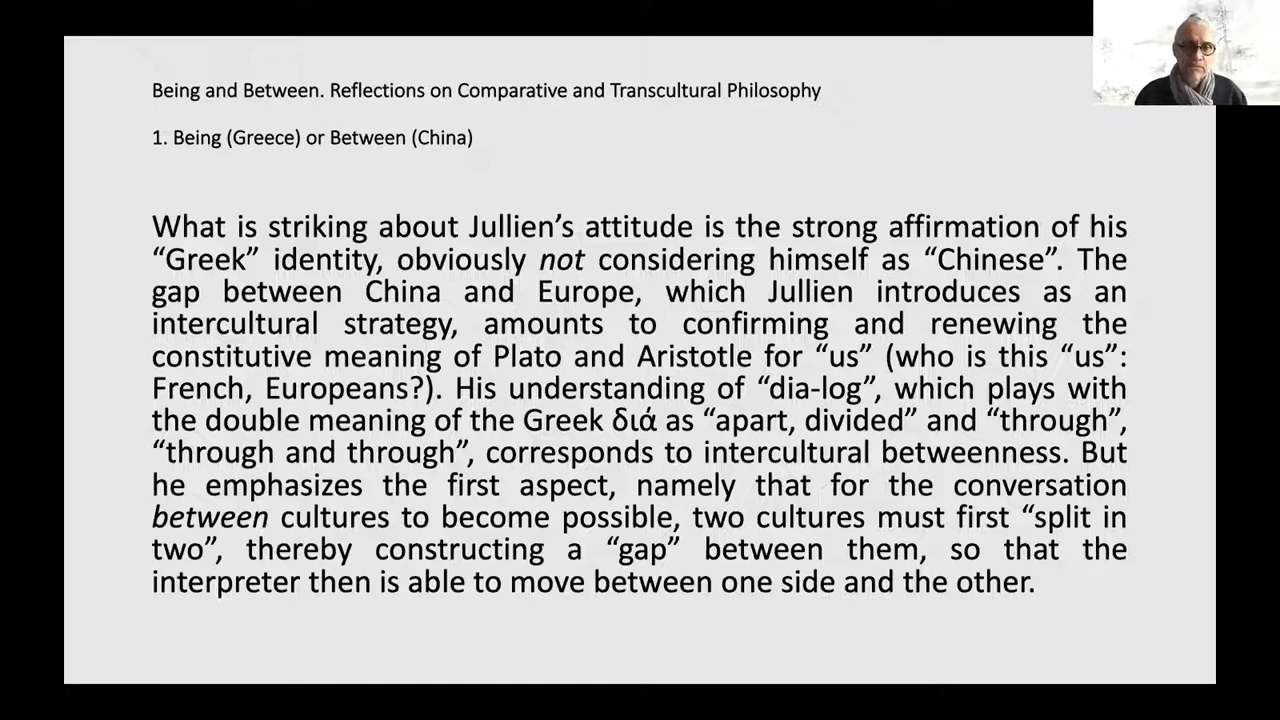 Being and Between. Reflections on Comparative and Transcultural Philosophy
1. Being (Greece) or Between (China)
What is striking about Jullien’s attitude is the strong affirmation of his
“Greek” identity, obviously not considering himself as “Chinese”. The
gap between China and Europe, which Jullien introduces as an
intercultural strategy, amounts to confirming and renewing the
constitutive meaning of Plato and Aristotle for “us” (who is this “us”:
French, Europeans?). His understanding of “dia-log”, which plays with
the double meaning of the Greek διά as “apart, divided” and “through”,
“through and through”, corresponds to intercultural betweenness. But
he emphasizes the first aspect, namely that for the conversation
between cultures to become possible, two cultures must first “split in
two”, thereby constructing a “gap” between them, so that the
interpreter then is able to move between one side and the other.